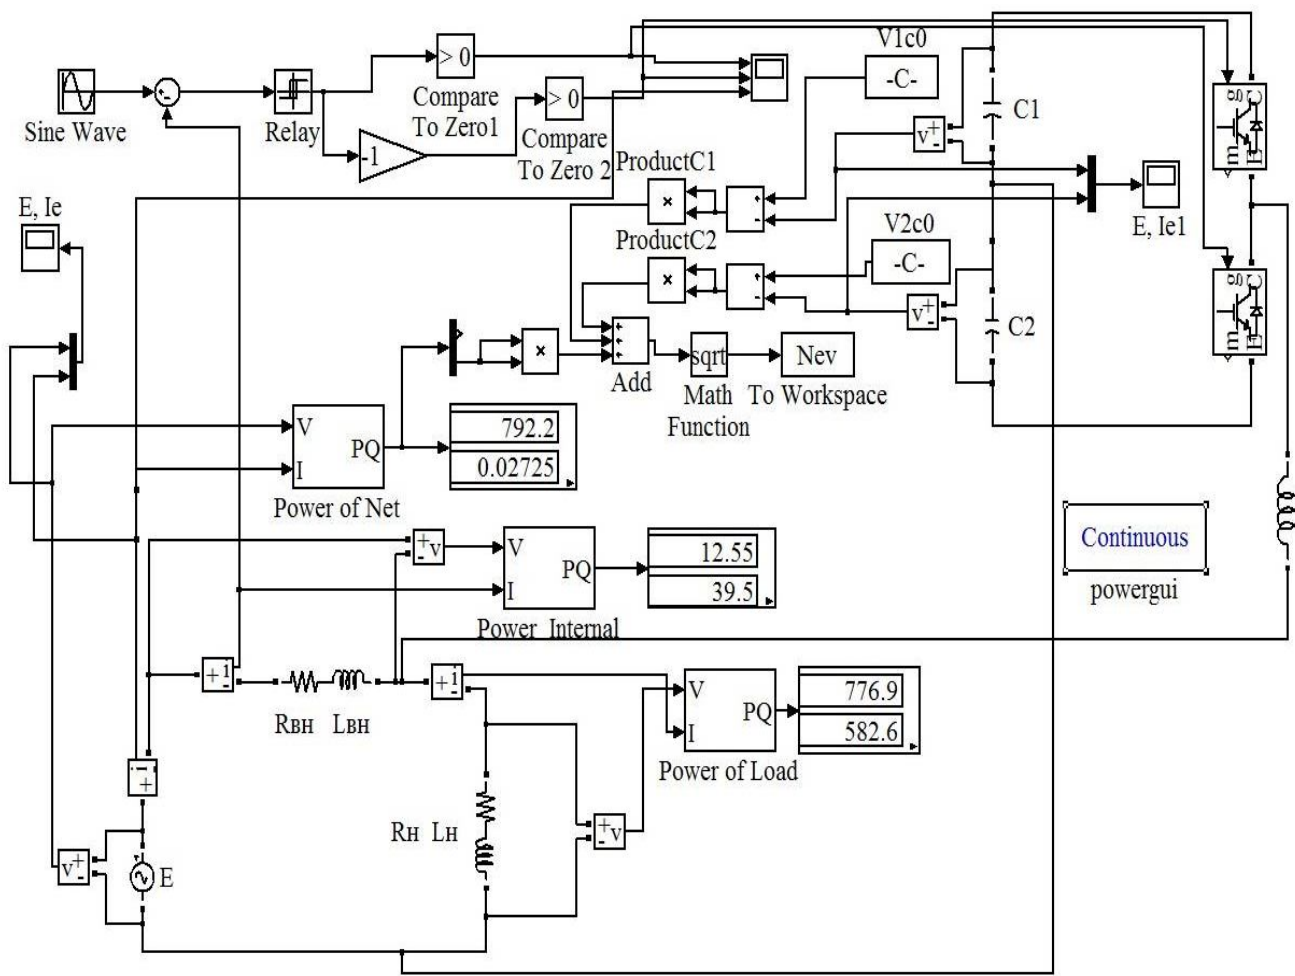 V1c0
-C-
> 0
Compare
To Zero1
> 0
Compare
To Zero 2
Sine Wave
Relay
-1
C1
v
+
-
g
C
m
E
ProductC1
×
+
-
E, Ie
E, Ie1
V2c0
-C-
ProductC2
×
+
-
v
+
-
C2
g
C
m
E
×
+
+
+
Add
sqrt
Math
Function
Nev
To Workspace
V
I
PQ
Power of Net
792.2
0.02725
+
-
v
V
I
PQ
Power Internal
12.55
39.5
Continuous
powergui
+
i
-
RBH LBH
+
i
-
V
I
PQ
Power of Load
776.9
582.6
+
i
-
RH LH
+
-
v
v
+
-
E